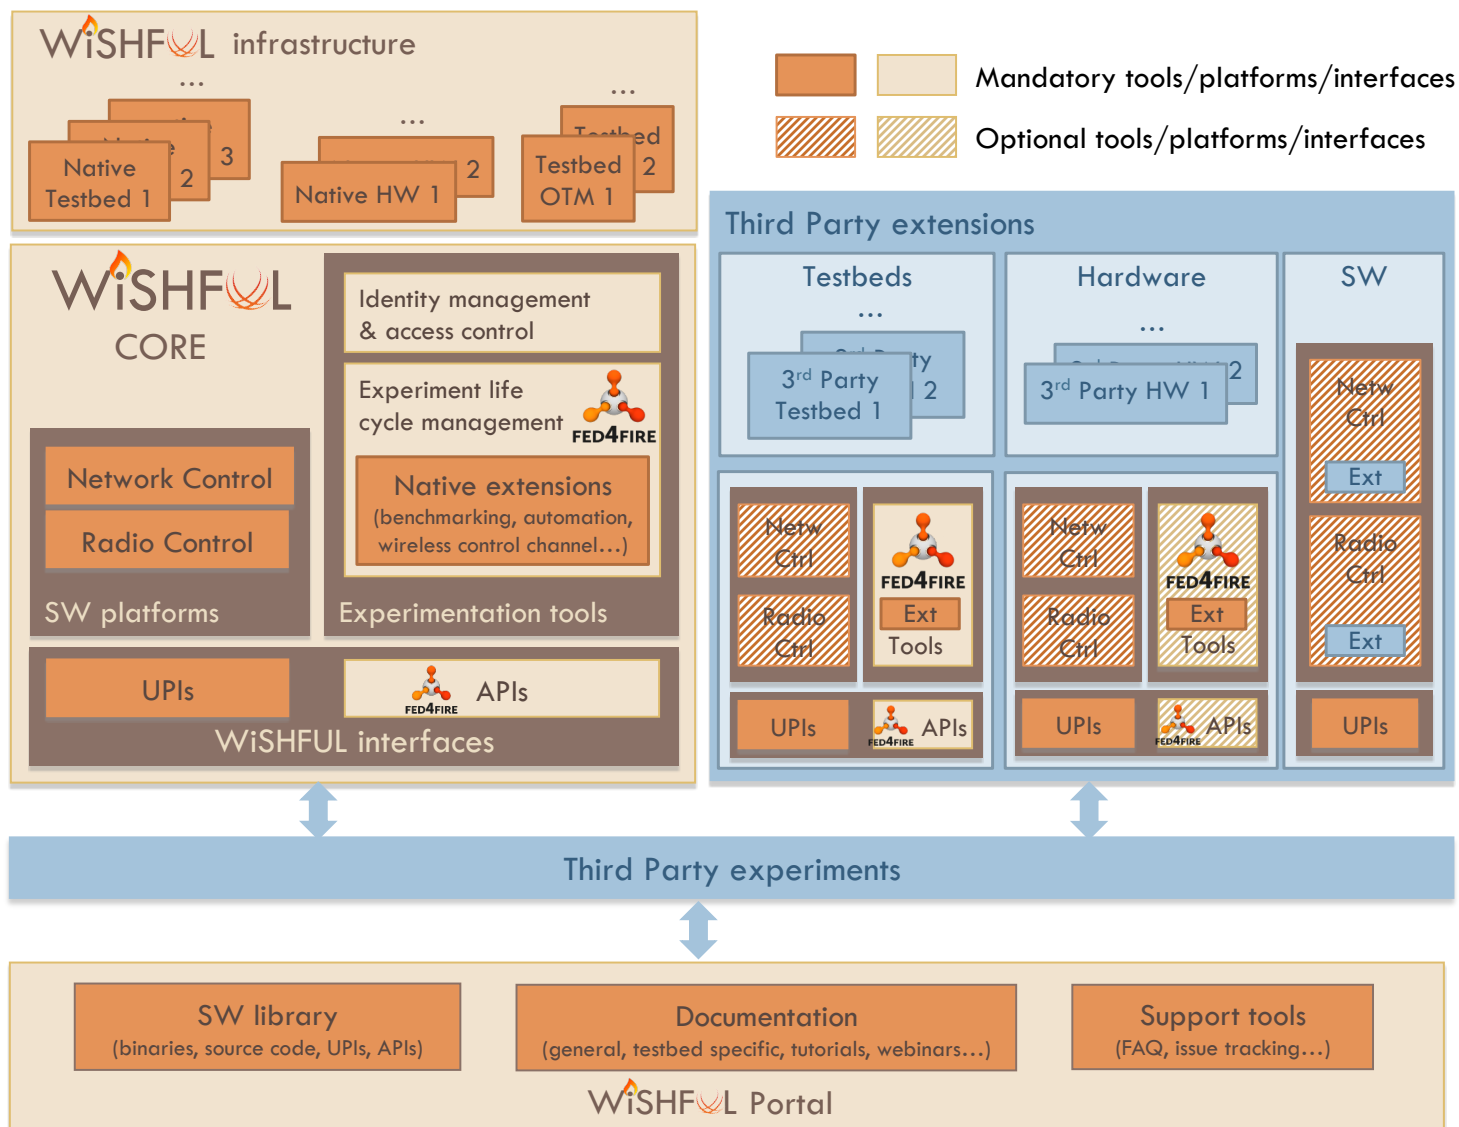 WiSHFUL infrastructure
...
3
2
Native
Testbed 1
...
2
Native HW 1
...
Testbed
2
Testbed
OTM 1
Mandatory tools/platforms/interfaces
Optional tools/platforms/interfaces
WiSHFUL
CORE
Identity management
& access control
Experiment life
cycle management
FED4FIRE
Native extensions
(benchmarking, automation,
wireless control channel...)
Experimentation tools
Network Control
Radio Control
SW platforms
UPIs
FED4FIRE
APIs
WiSHFUL interfaces
Third Party extensions
Testbeds
...
3rd Party
2
3rd Party
Testbed 1
Netw
Ctrl
Radio
Ctrl
FED4FIRE
Ext
Tools
UPIs
FED4FIRE
APIs
Hardware
...
2
3rd Party HW 1
Netw
Ctrl
Radio
Ctrl
FED4FIRE
Ext
Tools
UPIs
FED4FIRE
APIs
SW
Netw
Ctrl
Ext
Radio
Ctrl
Ext
UPIs
Third Party experiments
SW library
(binaries, source code, UPIs, APIs)
Documentation
(general, testbed specific, tutorials, webinars...)
Support tools
(FAQ, issue tracking...)
WiSHFUL Portal